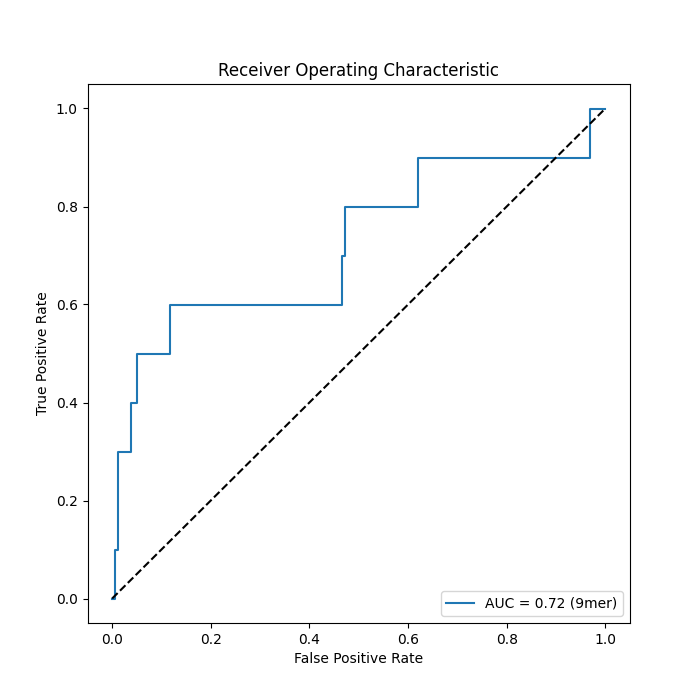 Receiver Operating Characteristic
1.0
0.8
0.6
0.4
0.2
0.0
True Positive Rate
AUC = 0.72 (9mer)
0.0 0.2 0.4 0.6 0.8 1.0
False Positive Rate